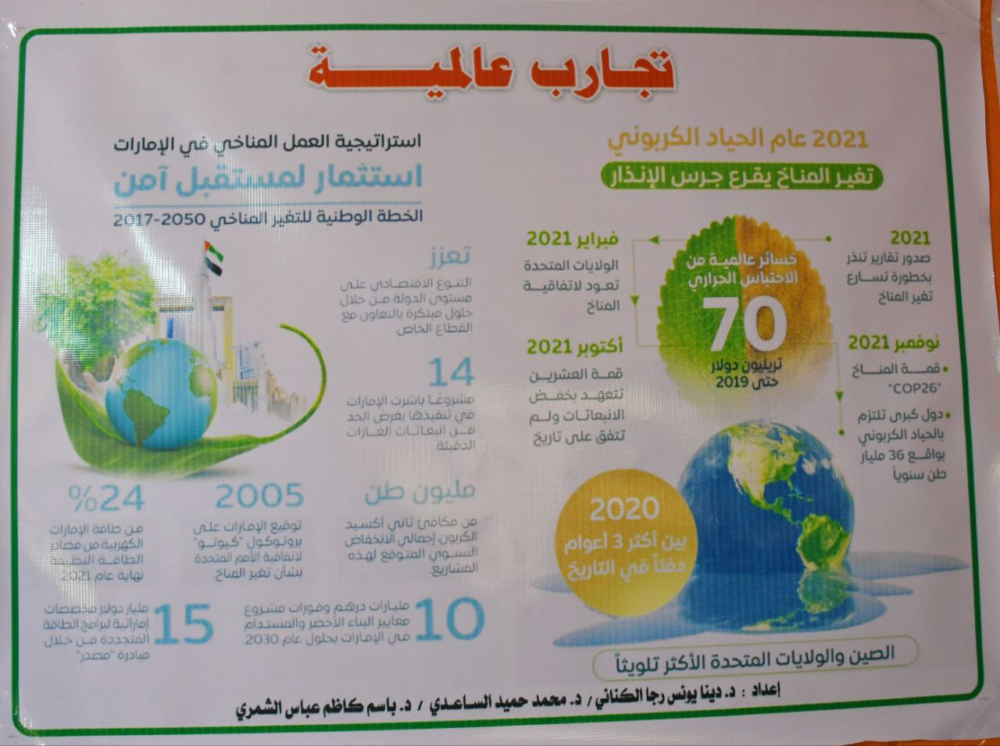 تجارب عالمية
2021 عام الحياد الكربوني
تغير المناخ يقرع جرس الإنذار
2021
صدور تقارير تنذر
بخطورة تسارع
تغير المناخ
فبراير 2021
الولايات المتحدة
تعود لاتفاقية
المناخ
خسائر عالمية من
الاحتباس الحراري
70
تريليون دولار
حتى 2019
أكتوبر 2021
قمة العشرين
تتعهد بخفض
الانبعاثات ولم
تتفق على تاريخ
نوفمبر 2021
• قمة المناخ
"COP26"
• دول كبرى تلتزم
بالحياد الكربوني
بواقع 36 مليار
طن سنوياً
2020
بين أكثر 3 أعوام
دفئاً في التاريخ
الصين والولايات المتحدة الأكثر تلويثاً
استراتيجية العمل المناخي في الإمارات
استثمار لمستقبل آمن
الخطة الوطنية للتغير المناخي 2050-2017
تعزز
التنوع الاقتصادي على
مستوى الدولة من خلال
حلول مبتكرة بالتعاون مع
القطاع الخاص
14
مشروعًا باشرت الإمارات
في تنفيذها بغرض الحد
من انبعاثات الغازات
الدفيئة
مليون طن
من مكافئ ثاني أكسيد
الكربون إجمالي الانخفاض
السنوي المتوقع لهذه
المشاريع.
2005
توقيع الإمارات على
بروتوكول "كيوتو"
لاتفاقية الأمم المتحدة
بشأن تغير المناخ.
%24
من طاقة الإمارات
الكهربية من مصادر
الطاقة النظيفة
نهاية عام 2021
10
مليارات درهم وفورات مشروع
معايير البناء الأخضر والمستدام
في الإمارات بحلول عام 2030
15
مليار دولار مخصصات
إماراتية لبرامج الطاقة
المتجددة من خلال
مبادرة "مصدر".
إعداد : د. دينا يونس رجا الكناني / د. محمد حميد الساعدي / د. باسم كاظم عباس الشمري